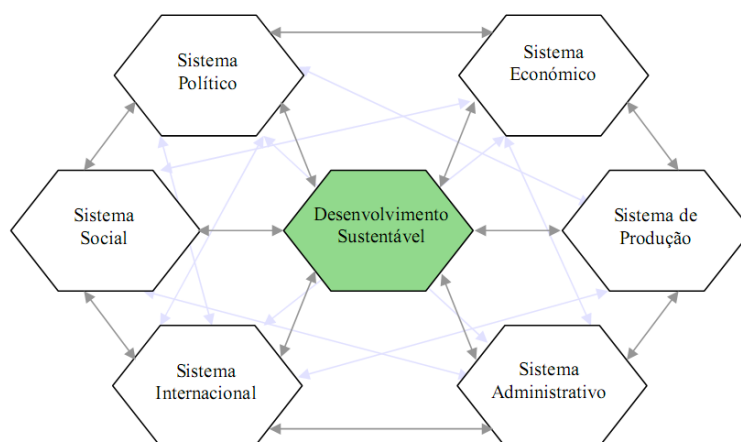 Sistema
Político
Sistema
Económico
Sistema
Social
Desenvolvimento
Sustentável
Sistema de
Produção
Sistema
Internacional
Sistema
Administrativo